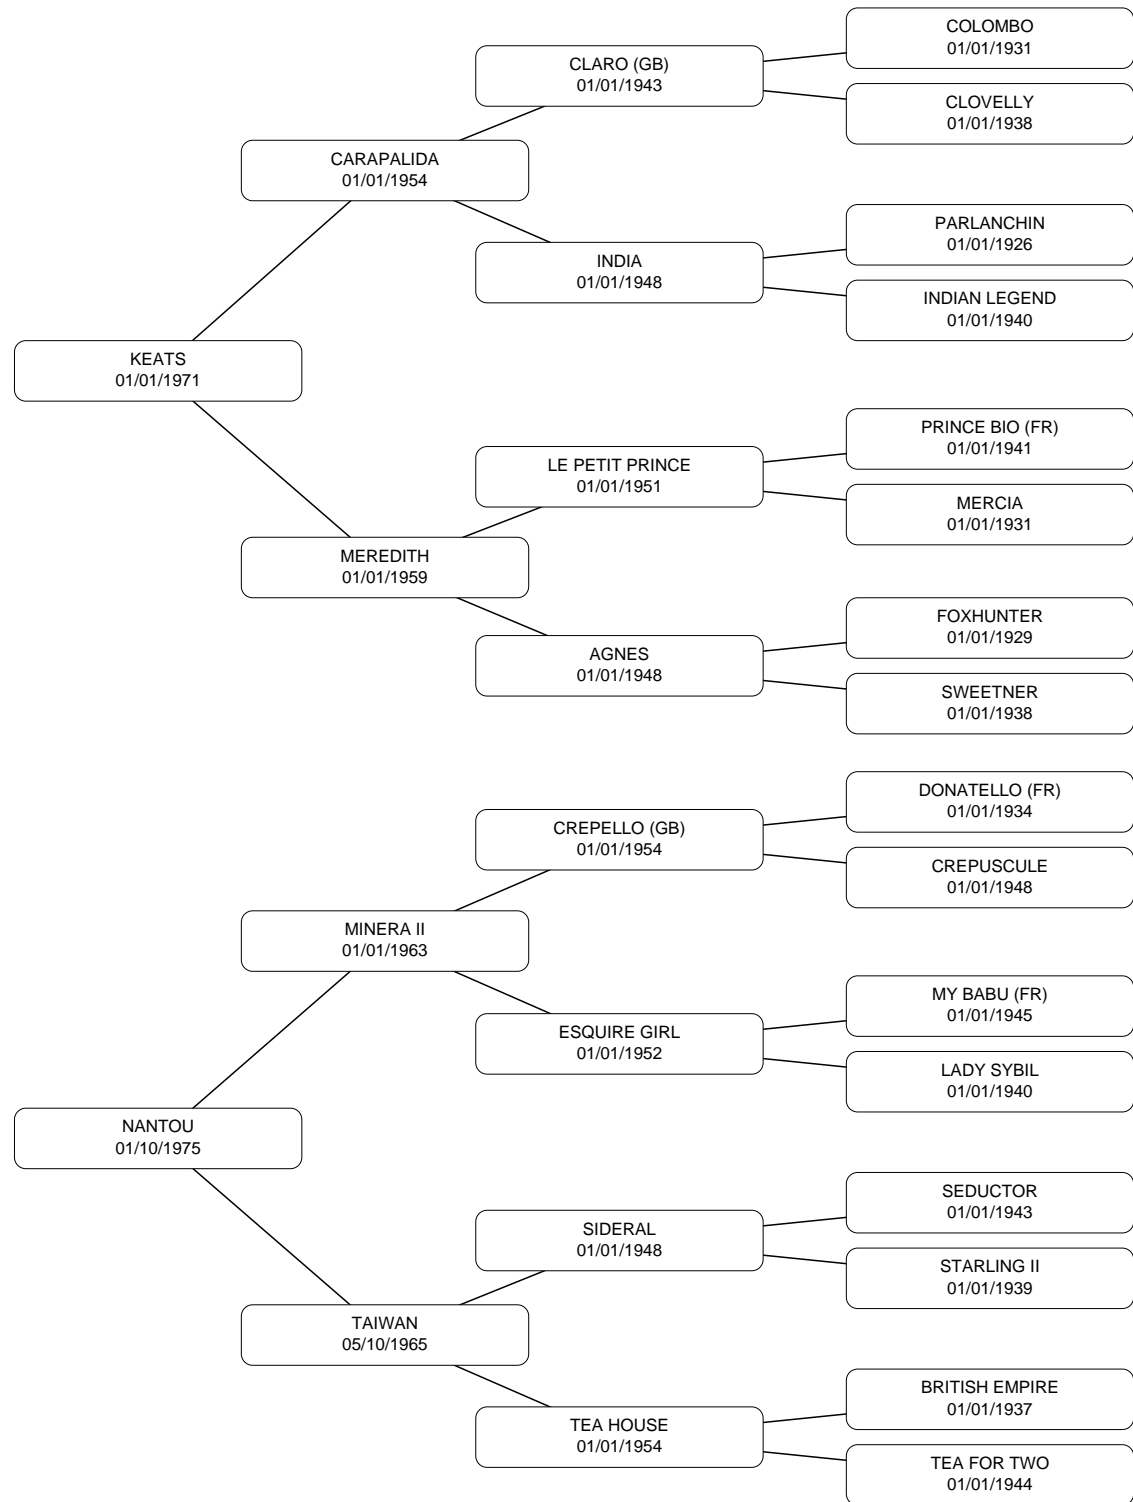 COLOMBO
01/01/1931
CLARO (GB)
01/01/1943
CLOVELLY
01/01/1938
CARAPALIDA
01/01/1954
PARLANCHIN
01/01/1926
INDIA
01/01/1948
INDIAN LEGEND
01/01/1940
KEATS
01/01/1971
PRINCE BIO (FR)
01/01/1941
LE PETIT PRINCE
01/01/1951
MERCIA
01/01/1931
MEREDITH
01/01/1959
FOXHUNTER
01/01/1929
AGNES
01/01/1948
SWEETNER
01/01/1938
DONATELLO (FR)
01/01/1934
CREPELLO (GB)
01/01/1954
CREPUSCULE
01/01/1948
MINERA II
01/01/1963
MY BABU (FR)
01/01/1945
ESQUIRE GIRL
01/01/1952
LADY SYBIL
01/01/1940
NANTOU
01/10/1975
SEDUCTOR
01/01/1943
SIDERAL
01/01/1948
STARLING II
01/01/1939
TAIWAN
05/10/1965
BRITISH EMPIRE
01/01/1937
TEA HOUSE
01/01/1954
TEA FOR TWO
01/01/1944